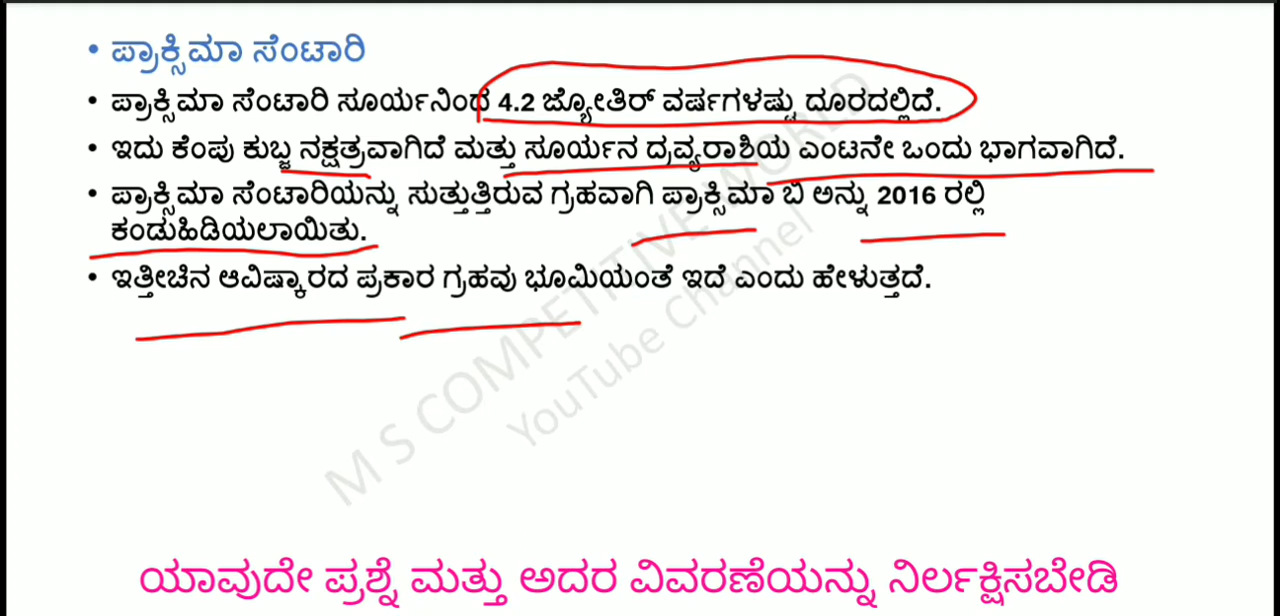 • ಪ್ರಾಕ್ಸಿಮಾ ಸೆಂಟಾರಿ
• ಪ್ರಾಕ್ಸಿಮಾ ಸೆಂಟಾರಿ ಸೂರ್ಯನಿಂದ 4.2 ಜ್ಯೋತಿರ್ ವರ್ಷಗಳಷ್ಟು ದೂರದಲ್ಲಿದೆ.
• ಇದು ಕೆಂಪು ಕುಬ್ಜ ನಕ್ಷತ್ರವಾಗಿದೆ ಮತ್ತು ಸೂರ್ಯನ ದ್ರವ್ಯರಾಶಿಯ ಎಂಟನೇ ಒಂದು ಭಾಗವಾಗಿದೆ.
• ಪ್ರಾಕ್ಸಿಮಾ ಸೆಂಟಾರಿಯನ್ನು ಸುತ್ತುತ್ತಿರುವ ಗ್ರಹವಾಗಿ ಪ್ರಾಕ್ಸಿಮಾ ಬಿ ಅನ್ನು 2016 ರಲ್ಲಿ
ಕಂಡುಹಿಡಿಯಲಾಯಿತು.
• ಇತ್ತೀಚಿನ ಆವಿಷ್ಕಾರದ ಪ್ರಕಾರ ಗ್ರಹವು ಭೂಮಿಯಂತೆ ಇದೆ ಎಂದು ಹೇಳುತ್ತದೆ.
M S COMPETITIVE WORLD
YouTube Channel
ಯಾವುದೇ ಪ್ರಶ್ನೆ ಮತ್ತು ಅದರ ವಿವರಣೆಯನ್ನು ನಿರ್ಲಕ್ಷಿಸಬೇಡಿ